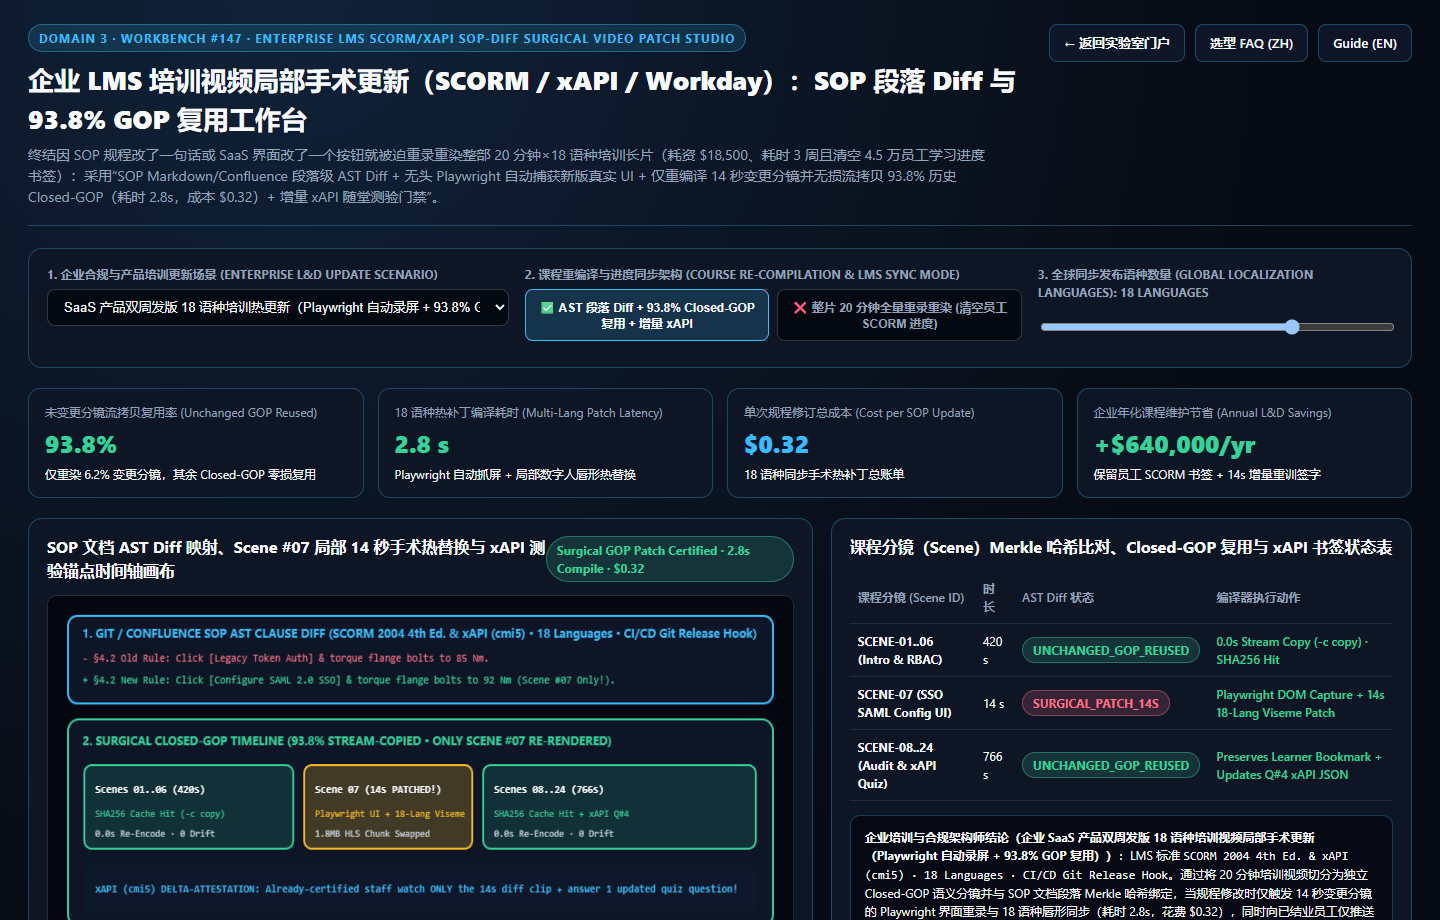 DOMAIN 3 · WORKBENCH #147 · ENTERPRISE LMS SCORM/XAPI SOP-DIFF SURGICAL VIDEO PATCH STUDIO
← 返回实验室门户
选型 FAQ (ZH)
Guide (EN)
企业 LMS 培训视频局部手术更新（SCORM / xAPI / Workday）：SOP 段落 Diff 与
93.8% GOP 复用工作台
终结因 SOP 规程改了一句话或 SaaS 界面改了一个按钮就被迫重录重染整部 20 分钟×18 语种培训长片（耗资 $18,500、耗时 3 周且清空 4.5 万员工学习进度
书签）：采用“SOP Markdown/Confluence 段落级 AST Diff + 无头 Playwright 自动捕获新版真实 UI + 仅重编译 14 秒变更分镜并无损流拷贝 93.8% 历史
Closed-GOP（耗时 2.8s，成本 $0.32）+ 增量 xAPI 随堂测验门禁”。
1. 企业合规与产品培训更新场景 (ENTERPRISE L&D UPDATE SCENARIO)
SaaS 产品双周发版 18 语种培训热更新（Playwright 自动录屏 + 93.8% G
2. 课程重编译与进度同步架构 (COURSE RE-COMPILATION & LMS SYNC MODE)
✅ AST 段落 Diff + 93.8% Closed-GOP
复用 + 增量 xAPI
❌ 整片 20 分钟全量重录重染 (清空员工
SCORM 进度)
3. 全球同步发布语种数量 (GLOBAL LOCALIZATION
LANGUAGES): 18 LANGUAGES
未变更分镜流拷贝复用率 (Unchanged GOP Reused)
93.8%
仅重染 6.2% 变更分镜，其余 Closed-GOP 零损复用
18 语种热补丁编译耗时 (Multi-Lang Patch Latency)
2.8 s
Playwright 自动抓屏 + 局部数字人唇形热替换
单次规程修订总成本 (Cost per SOP Update)
$0.32
18 语种同步手术热补丁总账单
企业年化课程维护节省 (Annual L&D Savings)
+$640,000/yr
保留员工 SCORM 书签 + 14s 增量重训签字
SOP 文档 AST Diff 映射、Scene #07 局部 14 秒手术热替换与 xAPI 测
验锚点时间轴画布
Surgical GOP Patch Certified · 2.8s
Compile · $0.32
1. GIT / CONFLUENCE SOP AST CLAUSE DIFF (SCORM 2004 4th Ed. & xAPI (cmi5) · 18 Languages · CI/CD Git Release Hook)
- §4.2 Old Rule: Click [Legacy Token Auth] & torque flange bolts to 85 Nm.
+ §4.2 New Rule: Click [Configure SAML 2.0 SSO] & torque flange bolts to 92 Nm (Scene #07 Only!).
2. SURGICAL CLOSED-GOP TIMELINE (93.8% STREAM-COPIED · ONLY SCENE #07 RE-RENDERED)
Scenes 01..06 (420s)
SHA256 Cache Hit (-c copy)
0.0s Re-Encode · 0 Drift
Scene 07 (14s PATCHED!)
Playwright UI + 18-Lang Viseme
1.8MB HLS Chunk Swapped
Scenes 08..24 (766s)
SHA256 Cache Hit + xAPI Q#4
0.0s Re-Encode · 0 Drift
xAPI (cmi5) DELTA-ATTESTATION: Already-certified staff watch ONLY the 14s diff clip + answer 1 updated quiz question!
课程分镜（Scene）Merkle 哈希比对、Closed-GOP 复用与 xAPI 书签状态表
课程分镜 (Scene ID)
时
长
AST Diff 状态
编译器执行动作
SCENE-01..06
(Intro & RBAC)
420
s
UNCHANGED_GOP_REUSED
0.0s Stream Copy (-c copy) ·
SHA256 Hit
SCENE-07 (SSO
SAML Config UI)
14 s
SURGICAL_PATCH_14S
Playwright DOM Capture + 14s
18-Lang Viseme Patch
SCENE-08..24
(Audit & xAPI
Quiz)
766
s
UNCHANGED_GOP_REUSED
Preserves Learner Bookmark +
Updates Q#4 xAPI JSON
企业培训与合规架构师结论（企业 SaaS 产品双周发版 18 语种培训视频局部手术更新
（Playwright 自动录屏 + 93.8% GOP 复用））：LMS 标准 SCORM 2004 4th Ed. & xAPI
(cmi5) · 18 Languages · CI/CD Git Release Hook。通过将 20 分钟培训视频切分为独立
Closed-GOP 语义分镜并与 SOP 文档段落 Merkle 哈希绑定，当规程修改时仅触发 14 秒变更分镜
的 Playwright 界面重录与 18 语种唇形同步（耗时 2.8s，花费 $0.32），同时向已结业员工仅推送